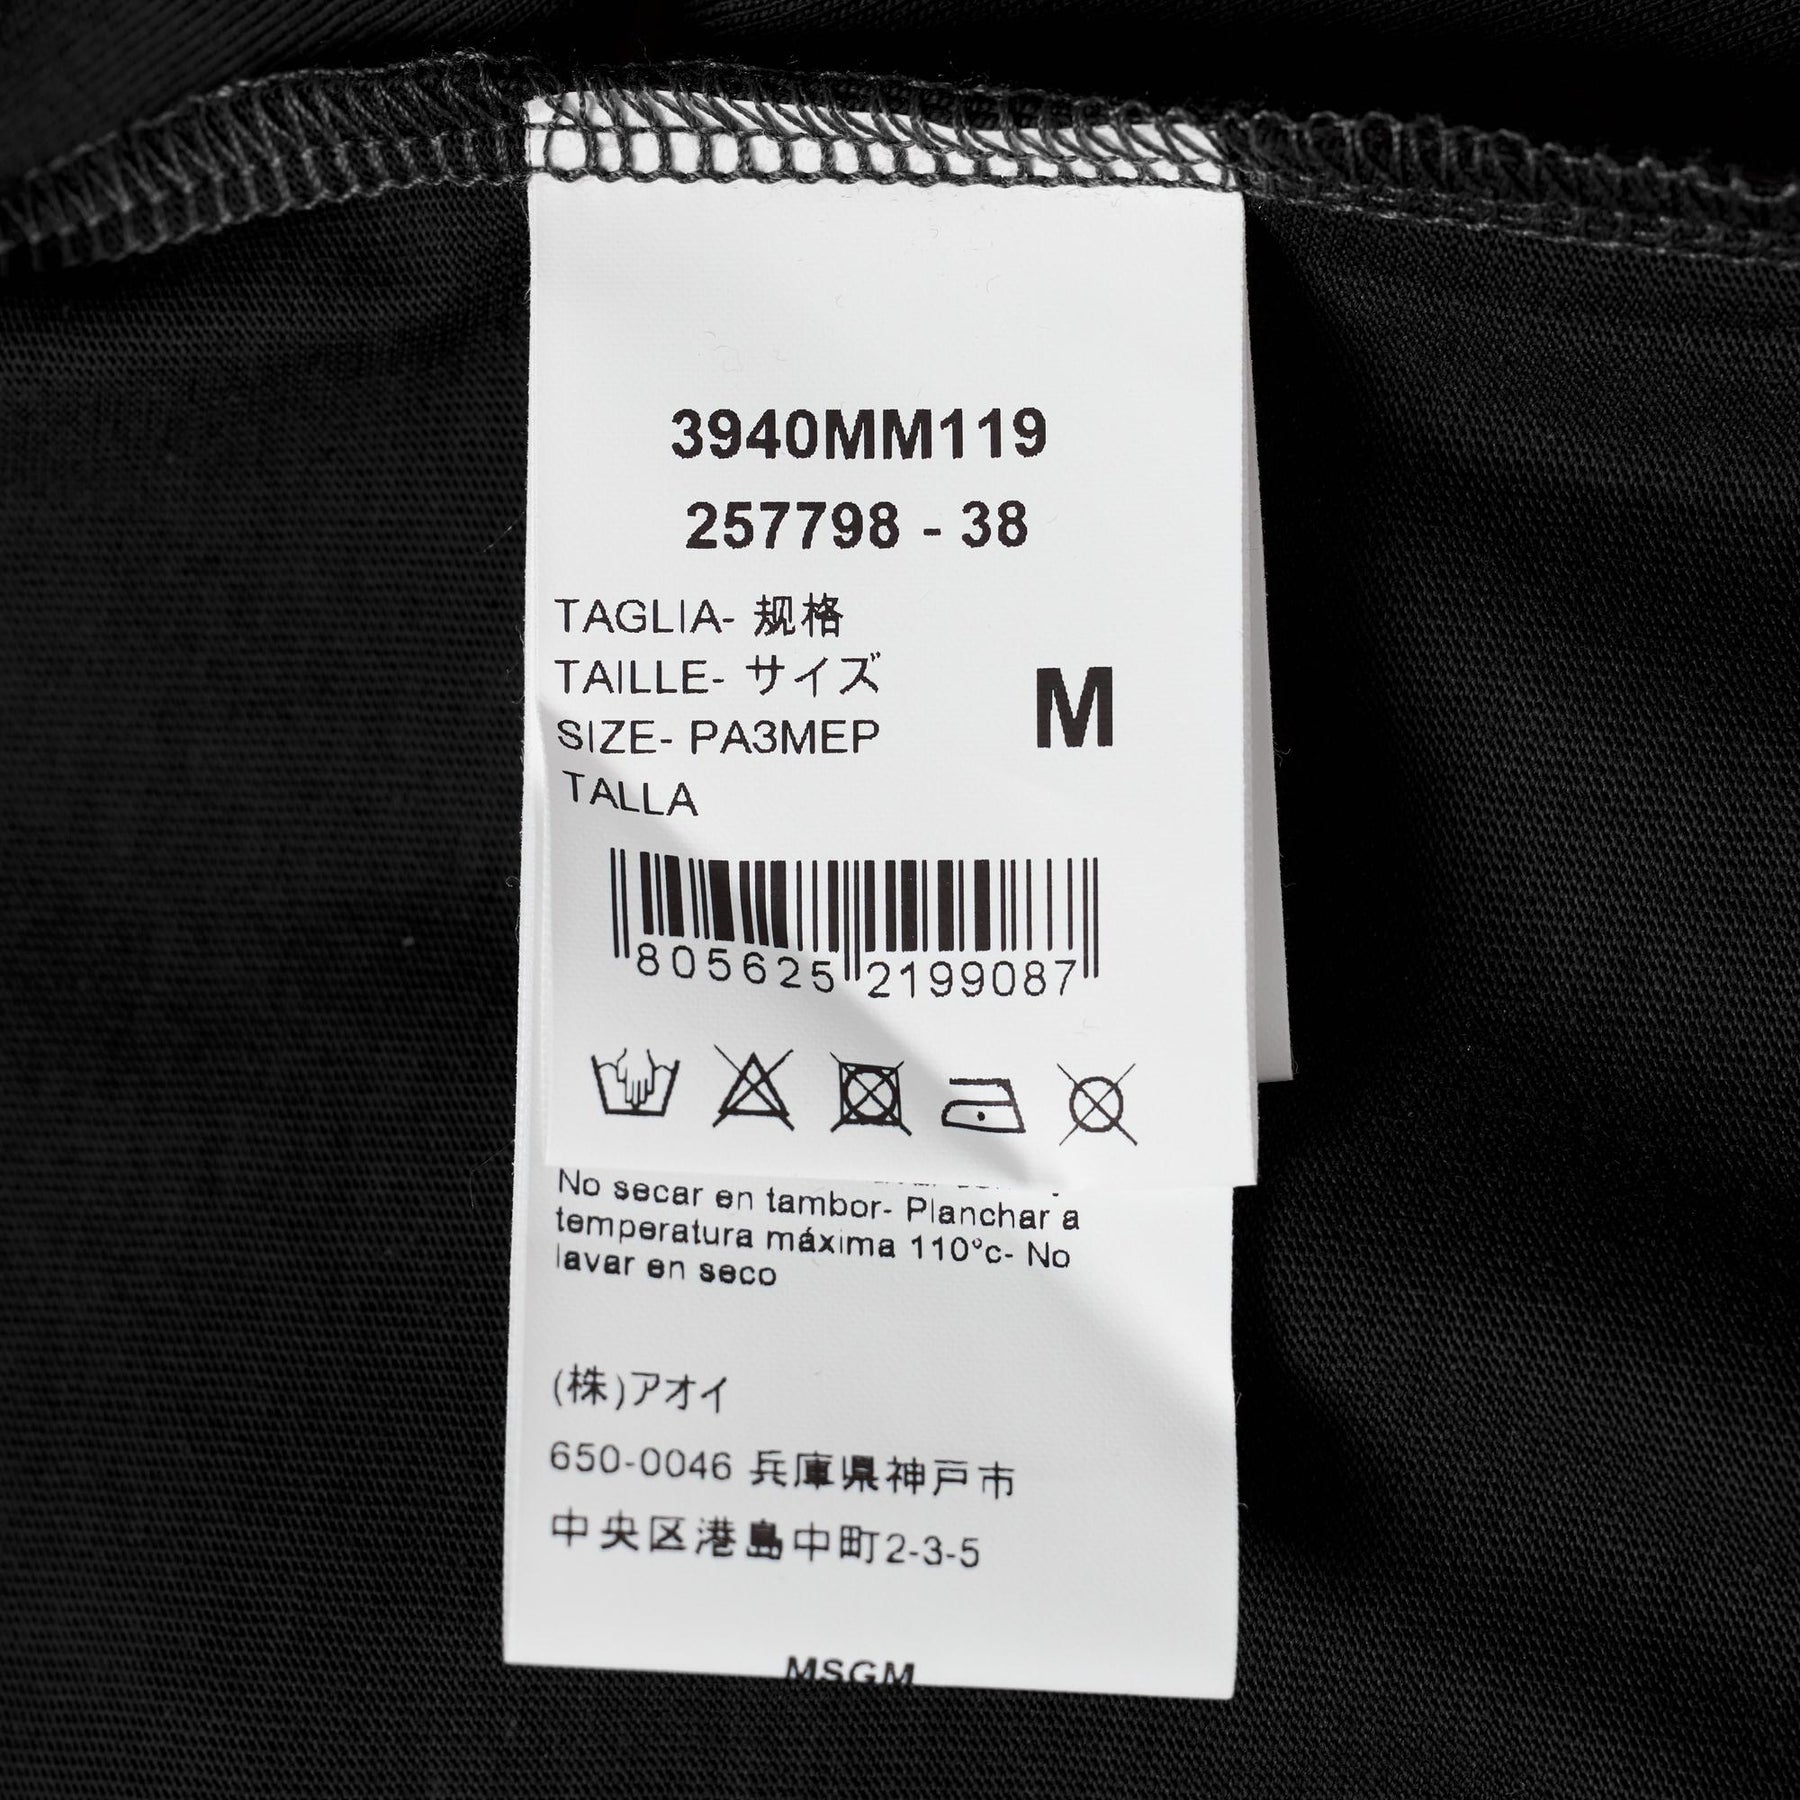 3940MM119
257798 - 38
TAGLIA- 规格
TAILLE- サイズ
SIZE- PA3MEP
TALLA
M
805625 2199087
No secar en tambor- Planchar a
temperatura máxima 110°c- No
lavar en seco
(株)アオイ
650-0046 兵庫県神戸市
中央区港島中町2-3-5
MSGM